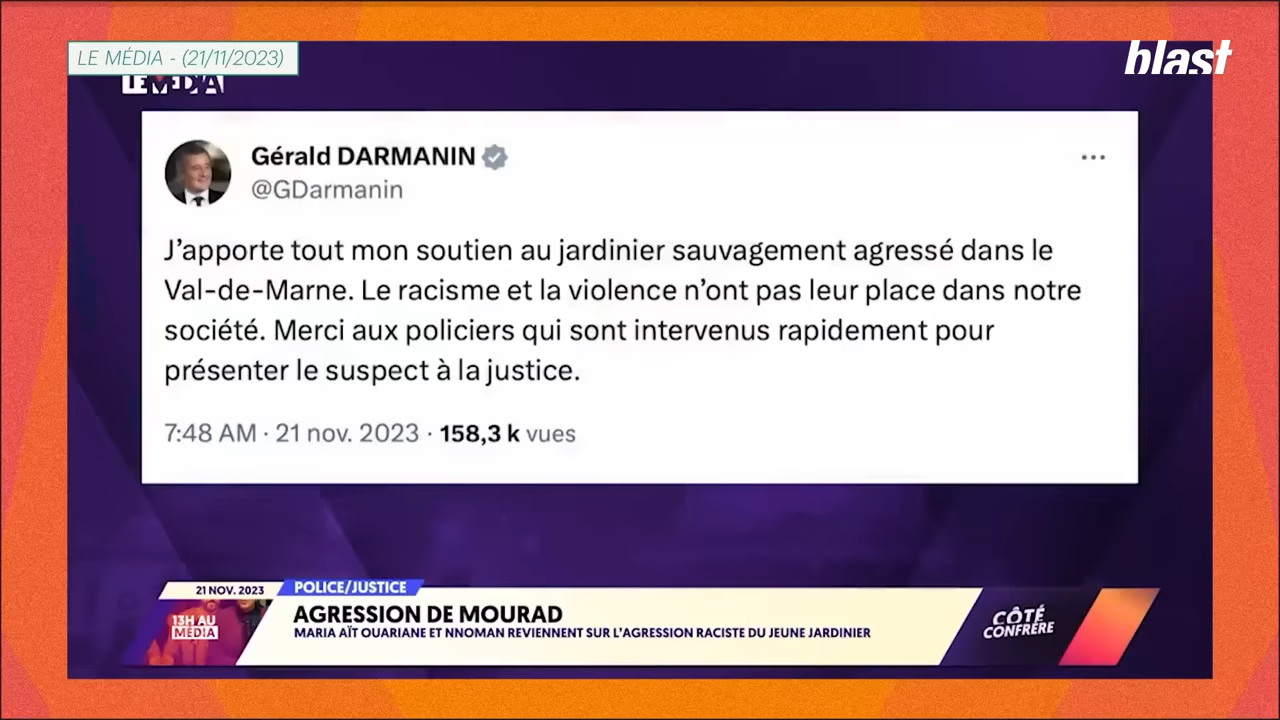 LE MÉDIA - (21/11/2023)
blast
LE MÉDIA
Gérald DARMANIN
@GDarmanin
J’apporte tout mon soutien au jardinier sauvagement agressé dans le
Val-de-Marne. Le racisme et la violence n’ont pas leur place dans notre
société. Merci aux policiers qui sont intervenus rapidement pour
présenter le suspect à la justice.
7:48 AM · 21 nov. 2023 · 158,3 k vues
21 NOV. 2023
POLICE/JUSTICE
13H AU
MÉDIA
AGRESSION DE MOURAD
MARIA AÏT OUARIANE ET NNOMAN REVIENNENT SUR L’AGRESSION RACISTE DU JEUNE JARDINIER
CÔTÉ
CONFRÈRE